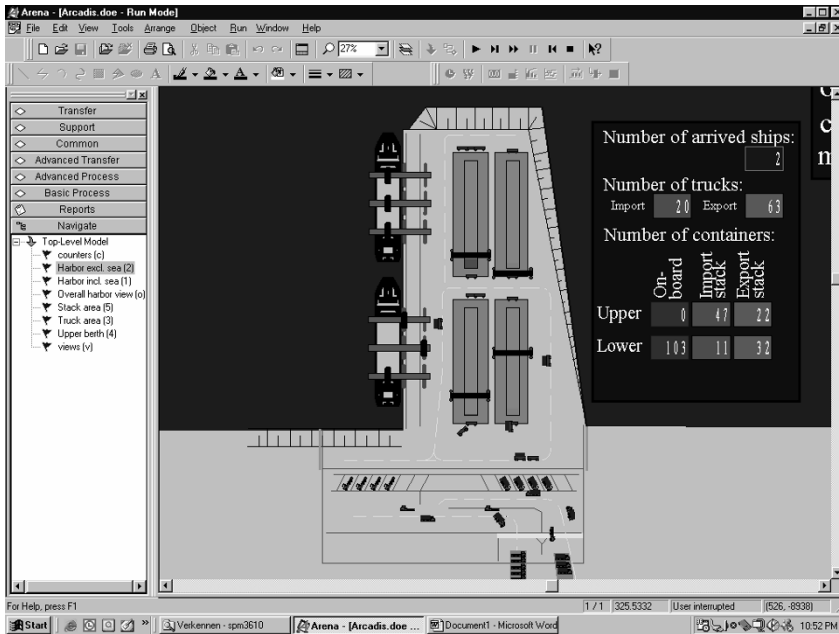 Arena - [Arcadis.doe - Run Mode]
File Edit View Tools Arrange Object Run Window Help
27%
Transfer
Support
Common
Advanced Transfer
Advanced Process
Basic Process
Reports
Navigate
Top-Level Model
counters (c)
Harbor excl. sea (2)
Harbor incl. sea (1)
Overall harbor view (o)
Stack area (5)
Truck area (3)
Upper berth (4)
views (v)
Number of arrived ships:
2
Number of trucks:
Import 20 Export 63
Number of containers:
On-board Import stack Export stack
Upper 0 47 22
Lower 103 11 32
For Help, press F1
1 / 1 325.5332 User interrupted (526, -8938)
Start Verkennen - spm3610 Arena - [Arcadis.doe ... Document1 - Microsoft Word 10:52 PM